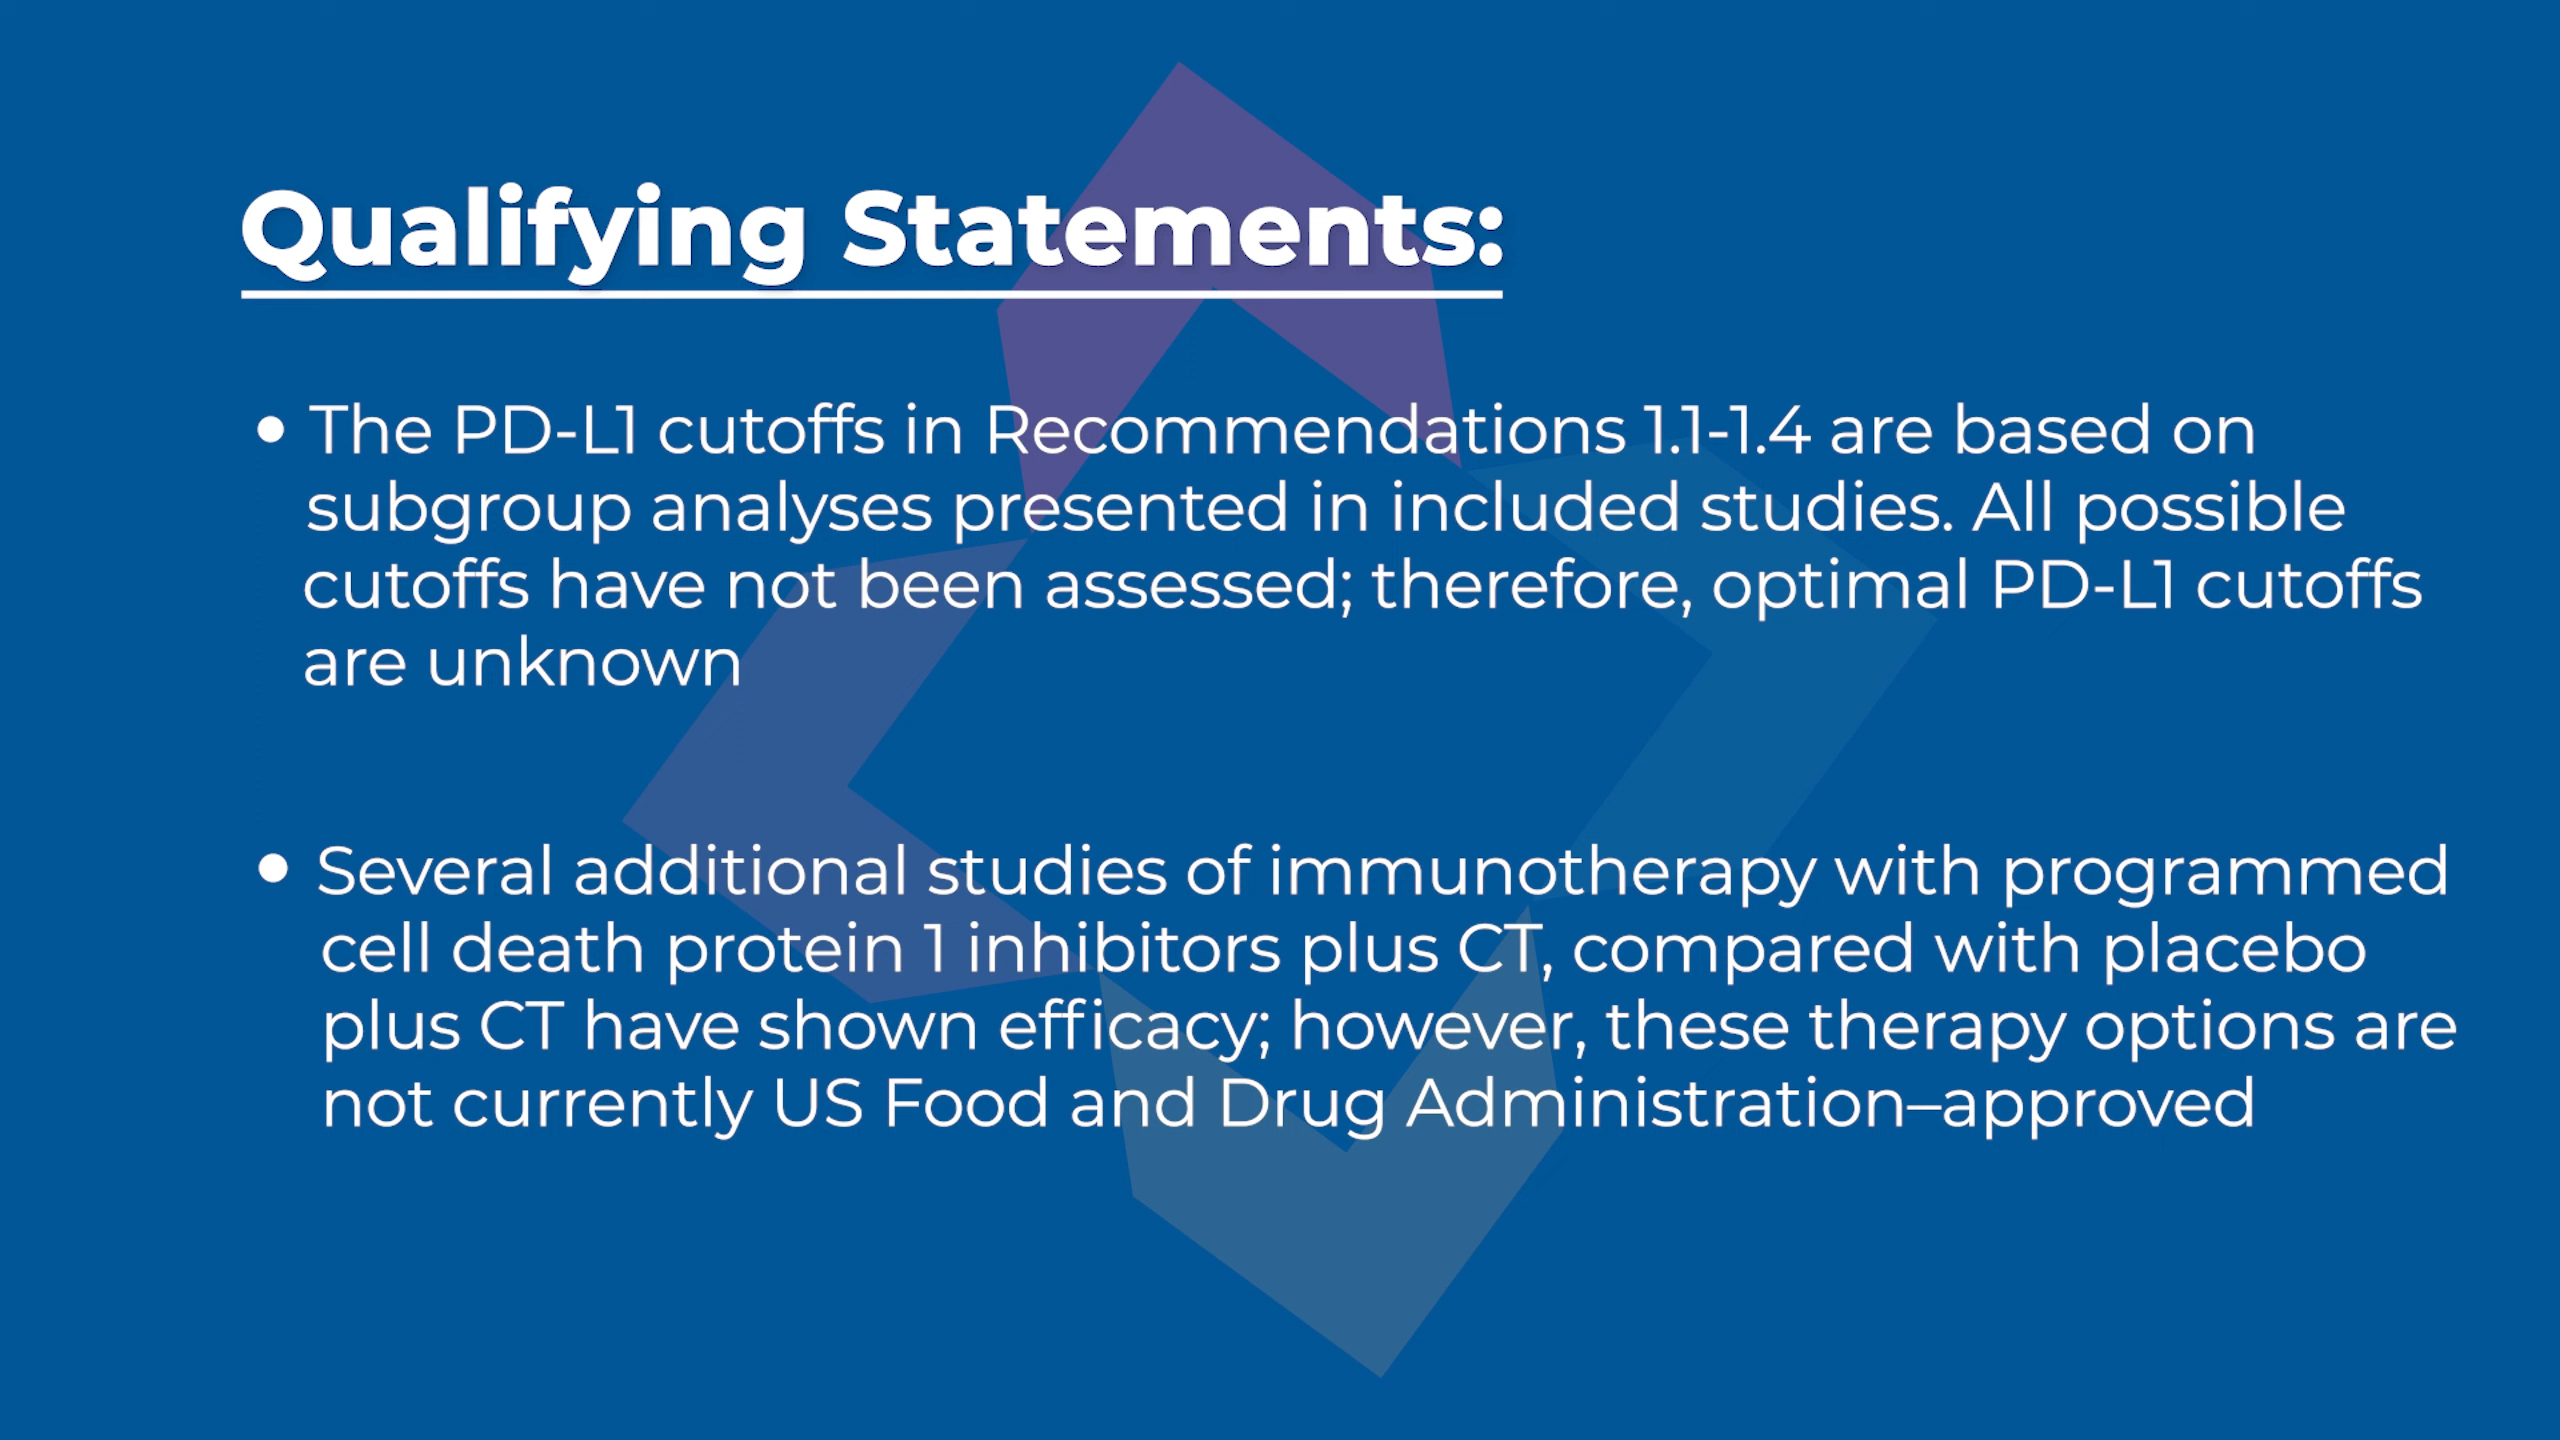 Qualifying Statements:
• The PD-L1 cutoffs in Recommendations 1.1-1.4 are based on
subgroup analyses presented in included studies. All possible
cutoffs have not been assessed; therefore, optimal PD-L1 cutoffs
are unknown
• Several additional studies of immunotherapy with programmed
cell death protein 1 inhibitors plus CT, compared with placebo
plus CT have shown efficacy; however, these therapy options are
not currently US Food and Drug Administration–approved